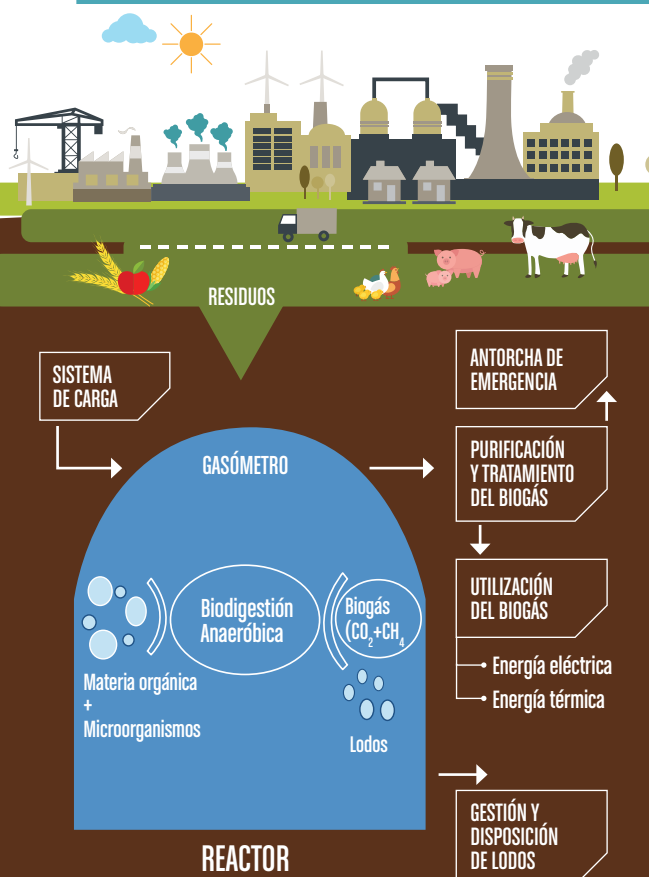 RESIDUOS
SISTEMA
DE CARGA
ANTORCHA DE
EMERGENCIA
GASÓMETRO
PURIFICACIÓN
Y TRATAMIENTO
DEL BIOGÁS
Biodigestión
Anaeróbica
Biogás
(CO₂+CH₄
UTILIZACIÓN
DEL BIOGÁS
Energía eléctrica
Energía térmica
Materia orgánica
+
Microorganismos
Lodos
GESTIÓN Y
DISPOSICIÓN
DE LODOS
REACTOR